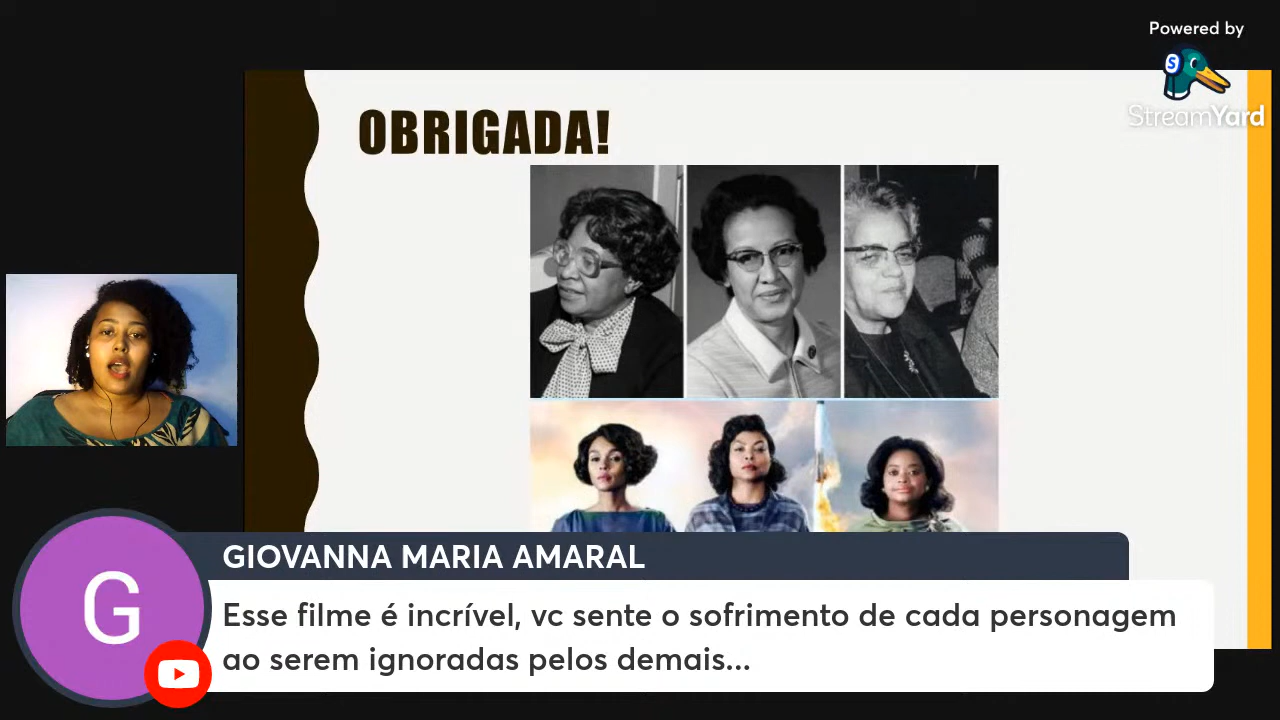 Powered by
StreamYard
OBRIGADA!
G
GIOVANNA MARIA AMARAL
Esse filme é incrível, vc sente o sofrimento de cada personagem
ao serem ignoradas pelos demais...